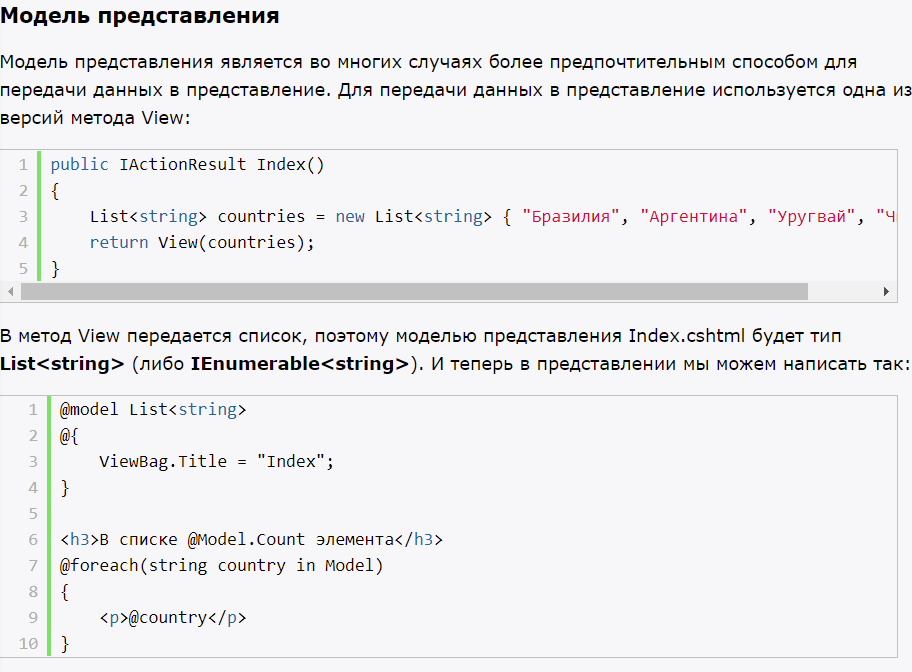 Модель представления
Модель представления является во многих случаях более предпочтительным способом для
передачи данных в представление. Для передачи данных в представление используется одна из
версий метода View:
1 public IActionResult Index()
2 {
3     List<string> countries = new List<string> { "Бразилия", "Аргентина", "Уругвай",
4     return View(countries);
5 }
В метод View передается список, поэтому моделью представления Index.cshtml будет тип
List<string> (либо IEnumerable<string>). И теперь в представлении мы можем написать так:
1 @model List<string>
2 @{
3     ViewBag.Title = "Index";
4 }
5
6 <h3>В списке @Model.Count элемента</h3>
7 @foreach(string country in Model)
8 {
9     <p>@country</p>
10 }